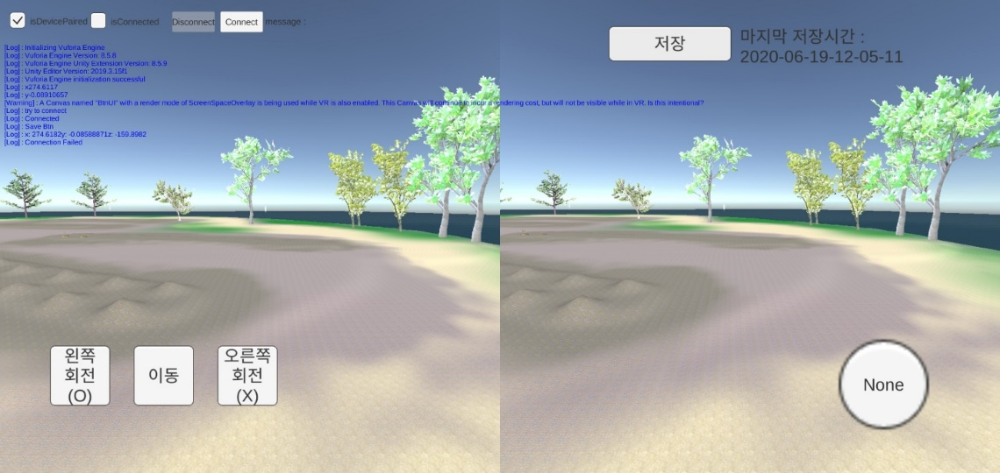 isDevicePaired isConnected Disconnect Connect message :
저장
마지막 저장시간 :
2020-06-19-12-05-11
[Log] : Initializing Vuforia Engine
[Log] : Vuforia Engine Version: 8.5.8
[Log] : Vuforia Engine Unity Extension Version: 8.5.9
[Log] : Unity Editor Version: 2019.3.15f1
[Log] : Vuforia Engine initialization successful
[Log] : x274.6117
[Log] : y-0.08910657
[Warning] : A Canvas named "BtnUI" with a render mode of ScreenSpaceOverlay is being used while VR is also enabled. This Canvas will continue to incur a rendering cost, but will not be visible while in VR. Is this intentional?
[Log] : try to connect
[Log] : Connected
[Log] : Save Btn
[Log] : x: 274.6182y: -0.08588871z: -159.8982
[Log] : Connection Failed
왼쪽
회전
(O)
이동
오른쪽
회전
(X)
None